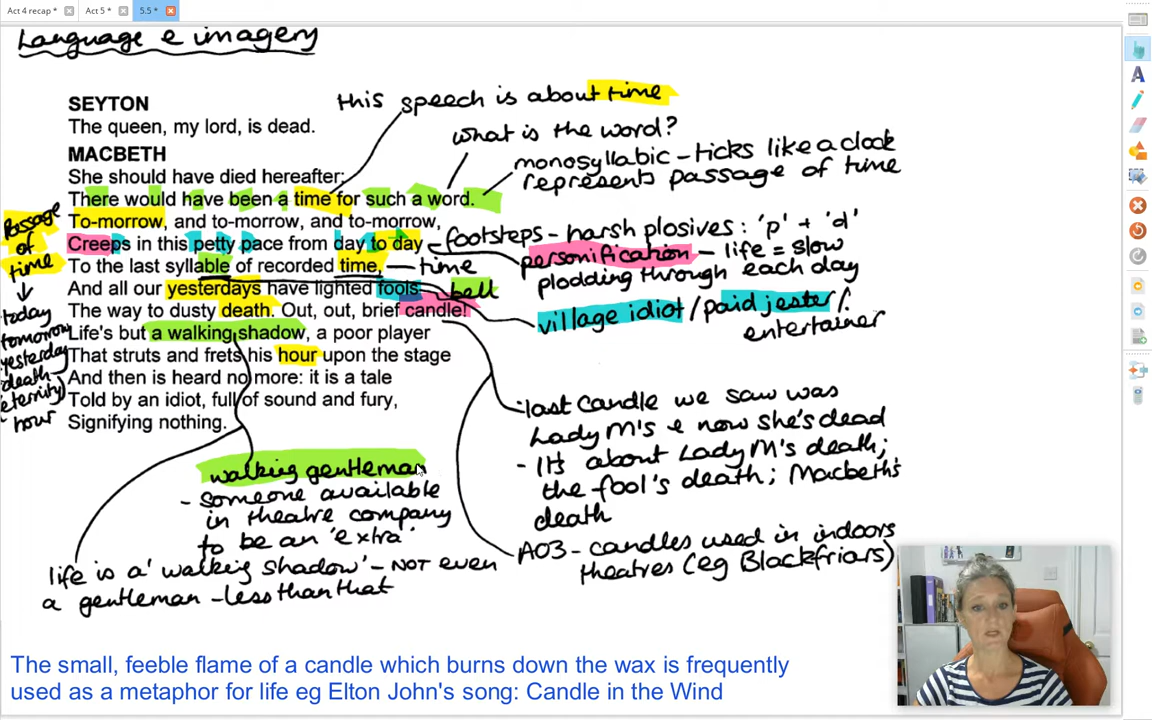 Act 4 recap *
Act 5 *
5.5 *
Language e imagery
SEYTON
The queen, my lord, is dead.
MACBETH
She should have died hereafter;
There would have been a time for such a word.
To-morrow, and to-morrow, and to-morrow,
Creeps in this petty pace from day to day
To the last syllable of recorded time,
And all our yesterdays have lighted fools
The way to dusty death. Out, out, brief candle!
Life's but a walking shadow, a poor player
That struts and frets his hour upon the stage
And then is heard no more: it is a tale
Told by an idiot, full of sound and fury,
Signifying nothing.
this speech is about time
what is the word?
monosyllabic - ticks like a clock
represents passage of time
footsteps - harsh plosives: 'p' + 'd'
personification - life = slow
plodding through each day
time
bell
village idiot / paid jester /
entertainer
Passage
of
time
today
tomorrow
yesterday
death -
eternity
hour
- last candle we saw was
Lady M's e now she's dead
- It's about Lady M's death;
the fool's death; Macbeth's
death
AO3 - candles used in indoors
theatres (eg Blackfriars)
walking gentleman
- someone available
in theatre company
to be an 'extra'
life is a 'walking shadow' - NOT even
a gentleman - less than that
The small, feeble flame of a candle which burns down the wax is frequently
used as a metaphor for life eg Elton John's song: Candle in the Wind